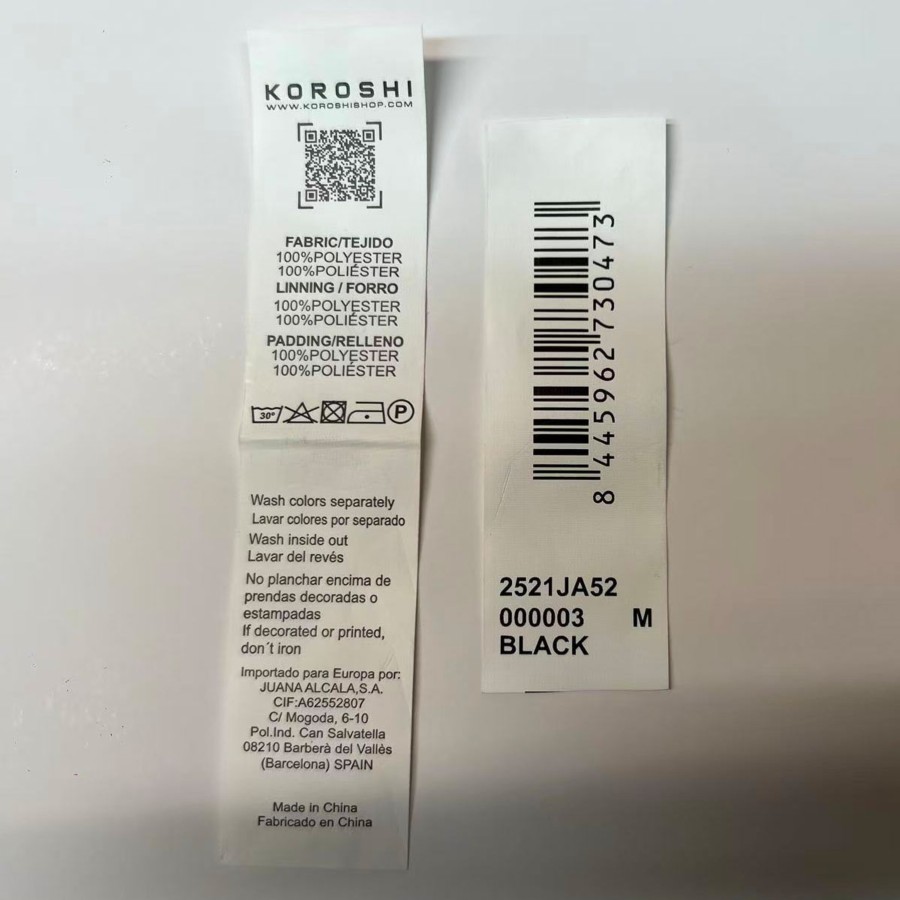 KOROSHI
WWW.KOROSHISHOP.COM
FABRIC/TEJIDO
100%POLYESTER
100%POLIÉSTER
LINNING / FORRO
100%POLYESTER
100%POLIÉSTER
PADDING/RELLENO
100%POLYESTER
100%POLIÉSTER
30° P
Wash colors separately
Lavar colores por separado
Wash inside out
Lavar del revés
No planchar encima de
prendas decoradas o
estampadas
If decorated or printed,
don´t iron
Importado para Europa por:
JUANA ALCALA,S.A.
CIF:A62552807
C/ Mogoda, 6-10
Pol.Ind. Can Salvatella
08210 Barberà del Vallès
(Barcelona) SPAIN
Made in China
Fabricado en China
8 445962 730473
2521JA52
000003 M
BLACK